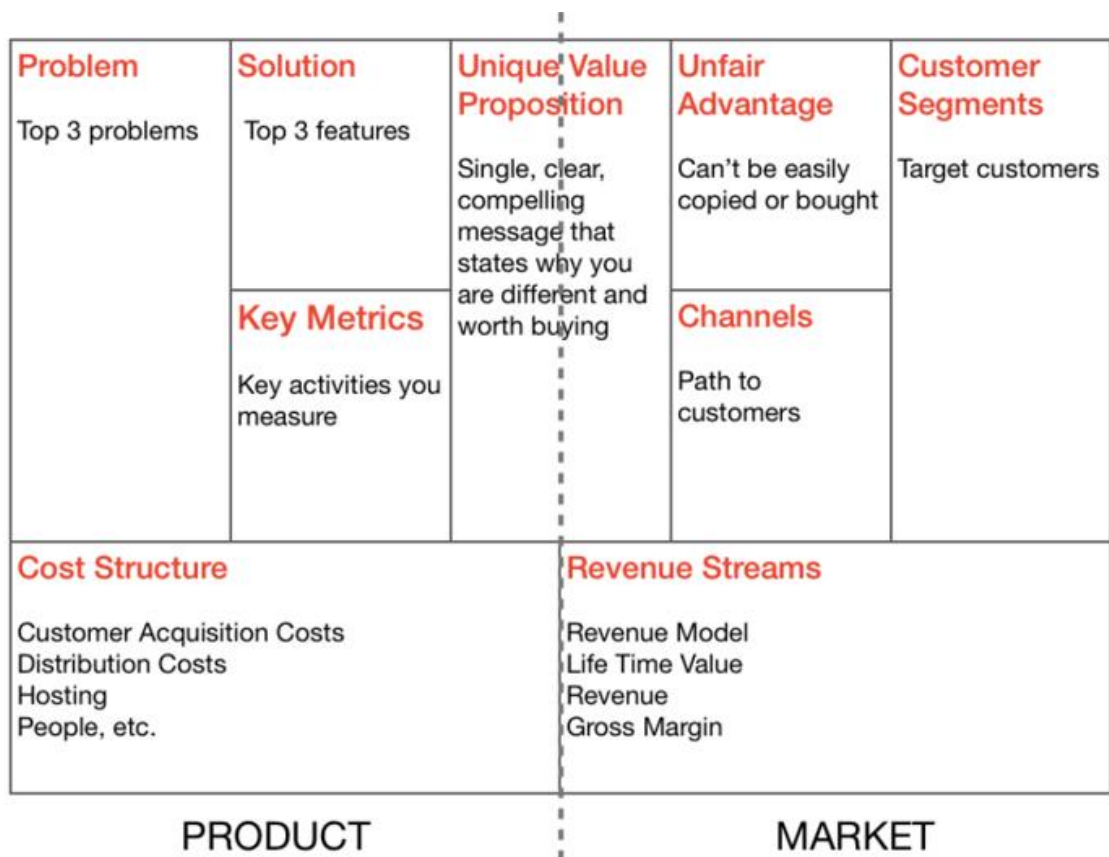 Problem
Top 3 problems
Solution
Top 3 features
Key Metrics
Key activities you
measure
Unique Value
Proposition
Single, clear,
compelling
message that
states why you
are different and
worth buying
Unfair
Advantage
Can't be easily
copied or bought
Channels
Path to
customers
Customer
Segments
Target customers
Cost Structure
Customer Acquisition Costs
Distribution Costs
Hosting
People, etc.
Revenue Streams
Revenue Model
Life Time Value
Revenue
Gross Margin
PRODUCT
MARKET